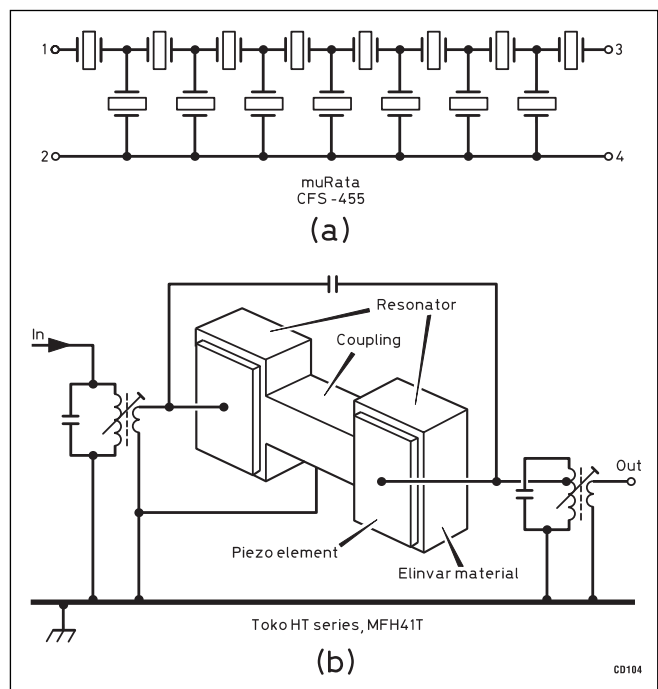 1
3
2
4
muRata
CFS-455
(a)
Resonator
Coupling
In
Out
Piezo element
Elinvar material
Toko HT series, MFH41T
(b)
CD104